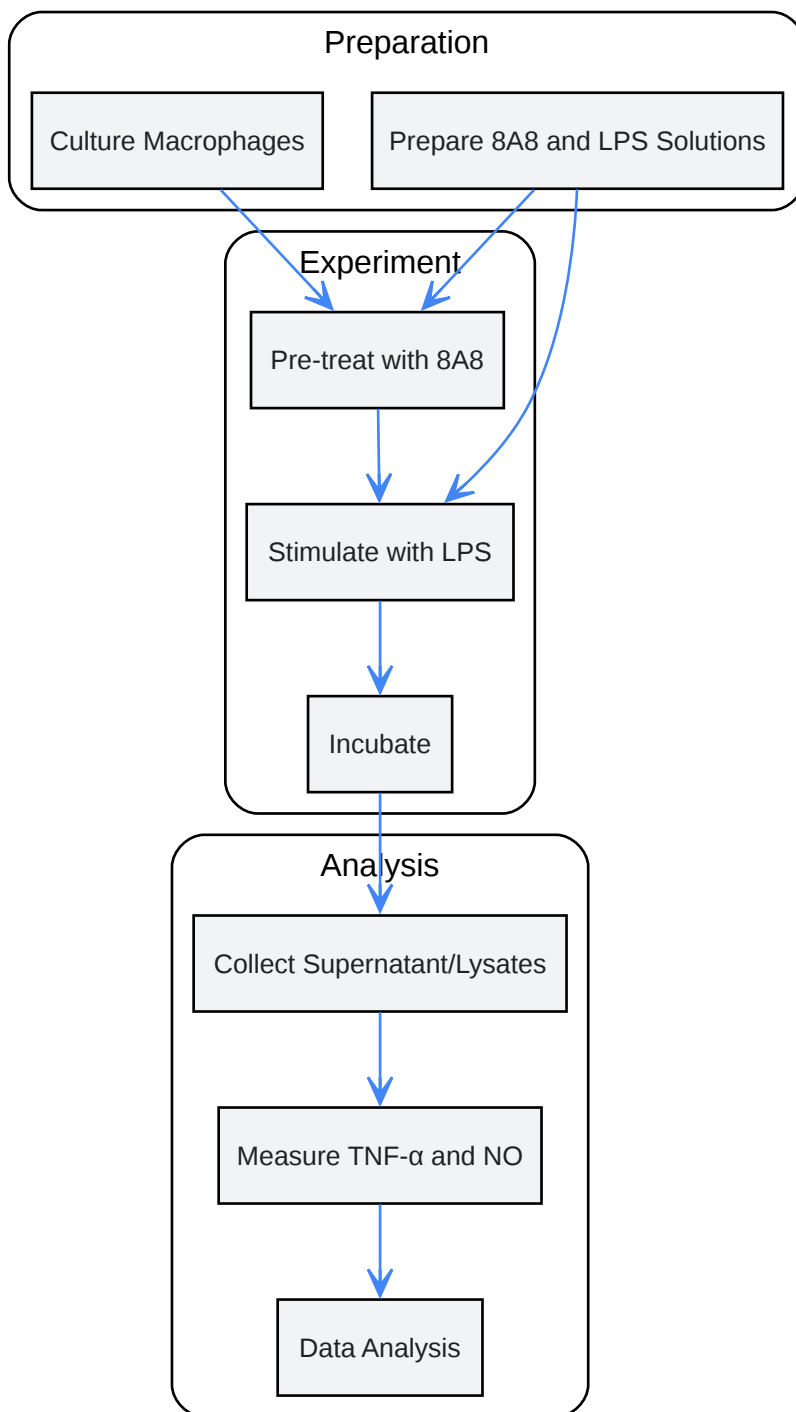 Preparation
Culture Macrophages
Prepare 8A8 and LPS Solutions
Experiment
Pre-treat with 8A8
Stimulate with LPS
Incubate
Analysis
Collect Supernatant/Lysates
Measure TNF-α and NO
Data Analysis